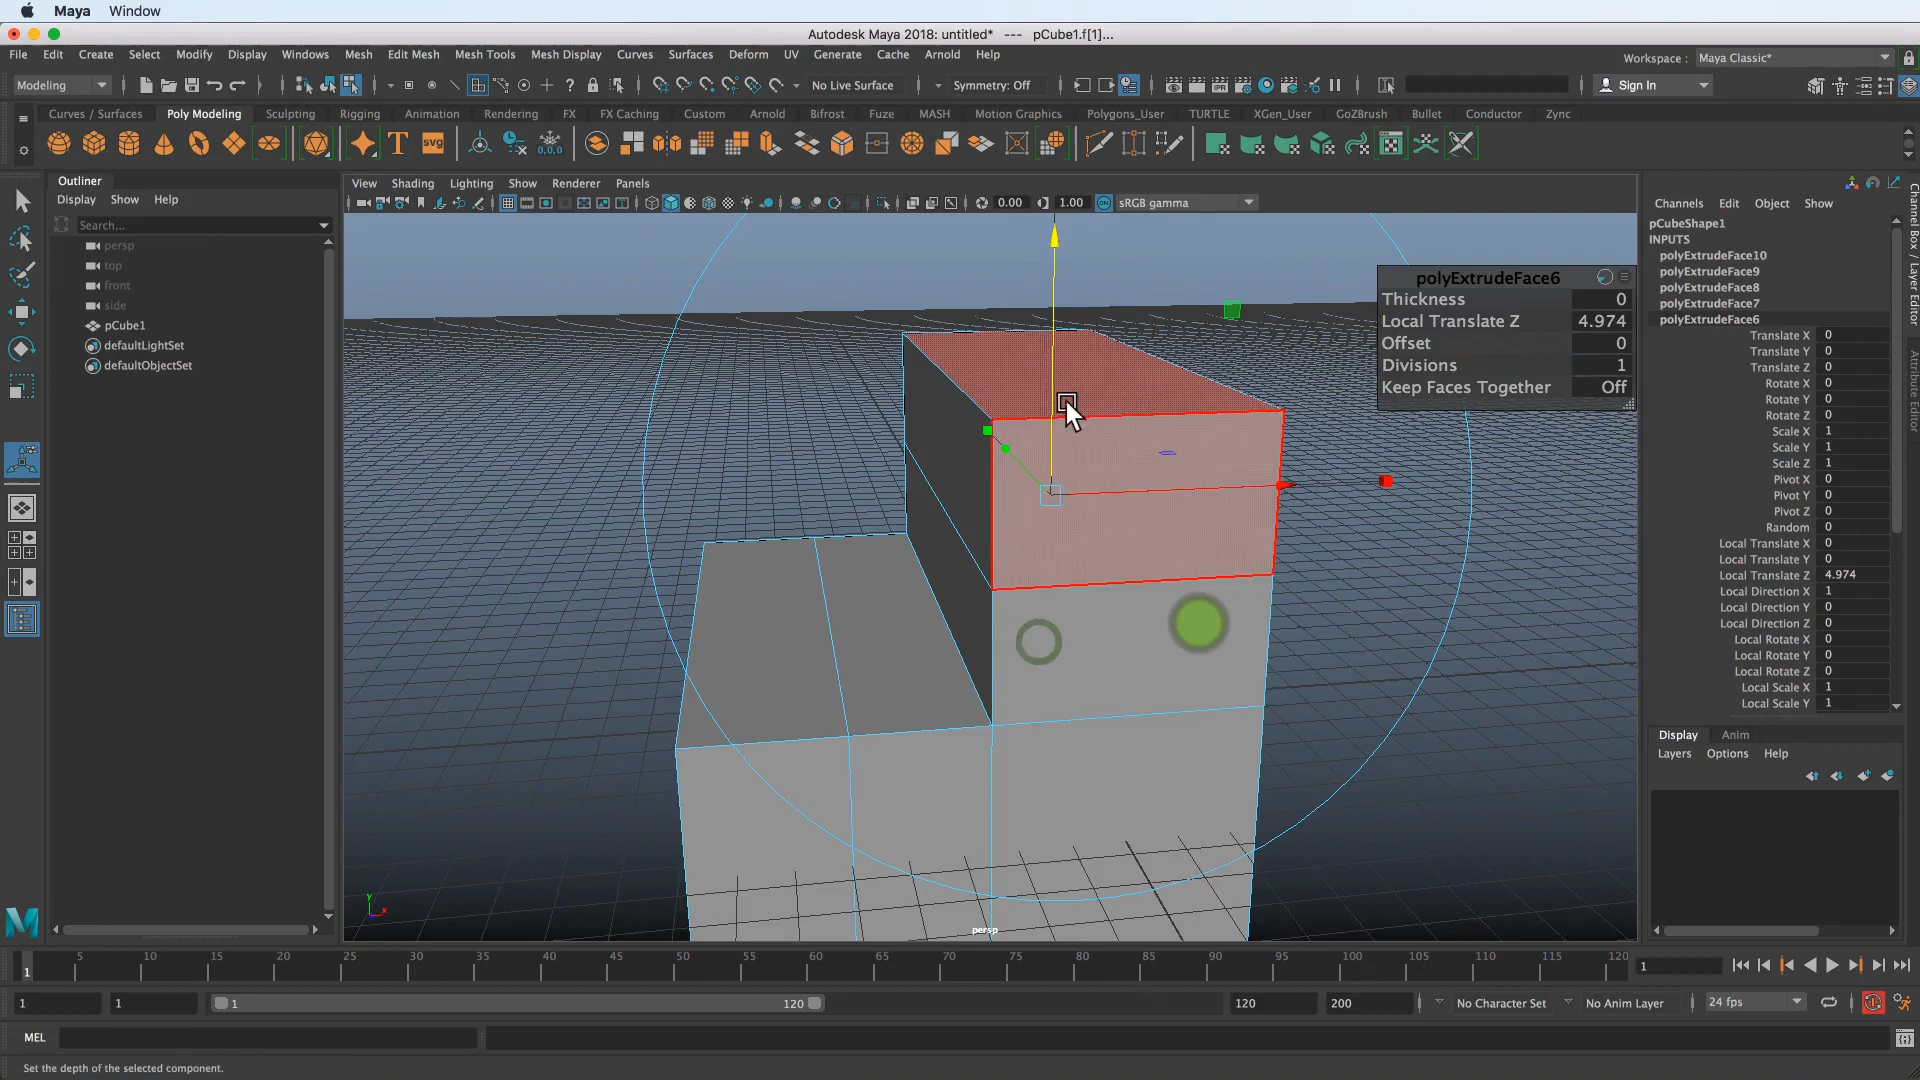 Maya Window
Autodesk Maya 2018: untitled* --- pCube1.f[1]...
File Edit Create Select Modify Display Windows Mesh Edit Mesh Mesh Tools Mesh Display Curves Surfaces Deform UV Generate Cache Arnold Help
Workspace : Maya Classic*
Modeling No Live Surface Symmetry: Off Sign In
Curves / Surfaces Poly Modeling Sculpting Rigging Animation Rendering FX FX Caching Custom Arnold Bifrost Fuze MASH Motion Graphics Polygons_User TURTLE XGen_User GoZBrush Bullet Conductor Zync
T SVG 0,0,0
Outliner
Display Show Help
Search...
persp
top
front
side
pCube1
defaultLightSet
defaultObjectSet
View Shading Lighting Show Renderer Panels
0.00 1.00 ON sRGB gamma
polyExtrudeFace6
Thickness 0
Local Translate Z 4.974
Offset 0
Divisions 1
Keep Faces Together Off
y
x
persp
Channels Edit Object Show
pCubeShape1
INPUTS
polyExtrudeFace10
polyExtrudeFace9
polyExtrudeFace8
polyExtrudeFace7
polyExtrudeFace6
Translate X 0
Translate Y 0
Translate Z 0
Rotate X 0
Rotate Y 0
Rotate Z 0
Scale X 1
Scale Y 1
Scale Z 1
Pivot X 0
Pivot Y 0
Pivot Z 0
Random 0
Local Translate X 0
Local Translate Y 0
Local Translate Z 4.974
Local Direction X 1
Local Direction Y 0
Local Direction Z 0
Local Rotate X 0
Local Rotate Y 0
Local Rotate Z 0
Local Scale X 1
Local Scale Y 1
Channel Box / Layer Editor
Attribute Editor
Display Anim
Layers Options Help
1 5 10 15 20 25 30 35 40 45 50 55 60 65 70 75 80 85 90 95 100 105 110 115 120 1
1 1 1 120 120 200 No Character Set No Anim Layer 24 fps
MEL
Set the depth of the selected component.